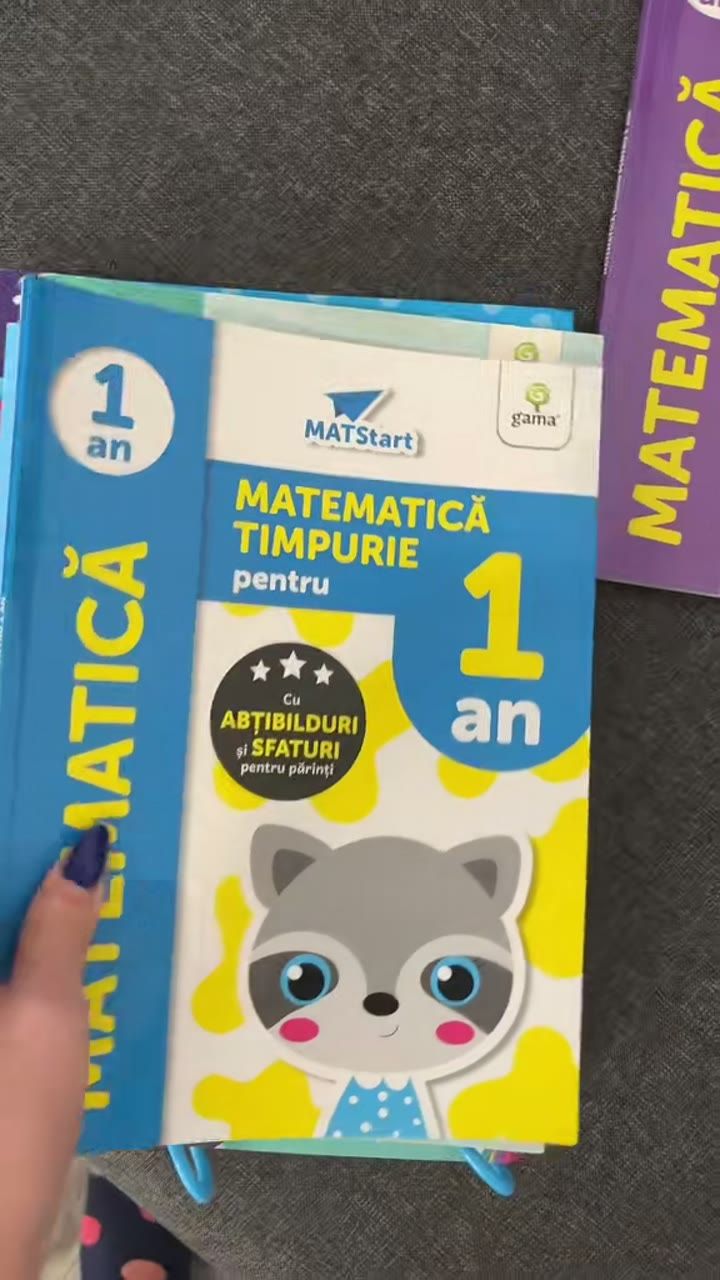 1
an
MATEMATICĂ
MATStart
gama
MATEMATICĂ
TIMPURIE
pentru
1
an
Cu
ABȚIBILDURI
și SFATURI
pentru părinți
MATEMATICĂ